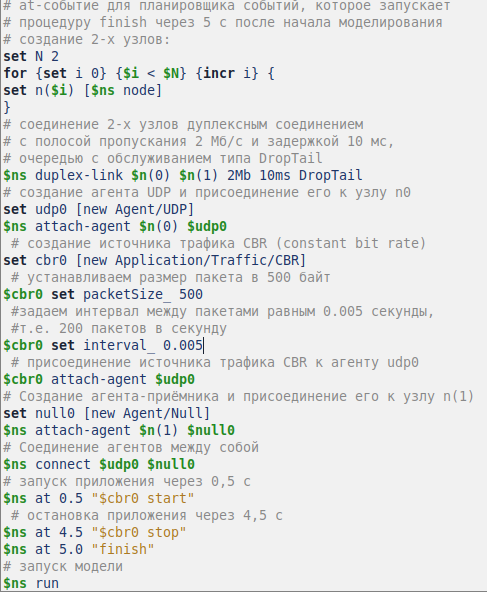 # at-событие для планировщика событий, которое запускает
# процедуру finish через 5 с после начала моделирования
# создание 2-х узлов:
set N 2
for {set i 0} {$i < $N} {incr i} {
set n($i) [$ns node]
}
# соединение 2-х узлов дуплексным соединением
# с полосой пропускания 2 Мб/с и задержкой 10 мс,
# очередью с обслуживанием типа DropTail
$ns duplex-link $n(0) $n(1) 2Mb 10ms DropTail
# создание агента UDP и присоединение его к узлу n0
set udp0 [new Agent/UDP]
$ns attach-agent $n(0) $udp0
# создание источника трафика CBR (constant bit rate)
set cbr0 [new Application/Traffic/CBR]
# устанавливаем размер пакета в 500 байт
$cbr0 set packetSize_ 500
#задаем интервал между пакетами равным 0.005 секунды,
#т.е. 200 пакетов в секунду
$cbr0 set interval_ 0.005
# присоединение источника трафика CBR к агенту udp0
$cbr0 attach-agent $udp0
# Создание агента-приёмника и присоединение его к узлу n(1)
set null0 [new Agent/Null]
$ns attach-agent $n(1) $null0
# Соединение агентов между собой
$ns connect $udp0 $null0
# запуск приложения через 0,5 с
$ns at 0.5 "$cbr0 start"
# остановка приложения через 4,5 с
$ns at 4.5 "$cbr0 stop"
$ns at 5.0 "finish"
# запуск модели
$ns run